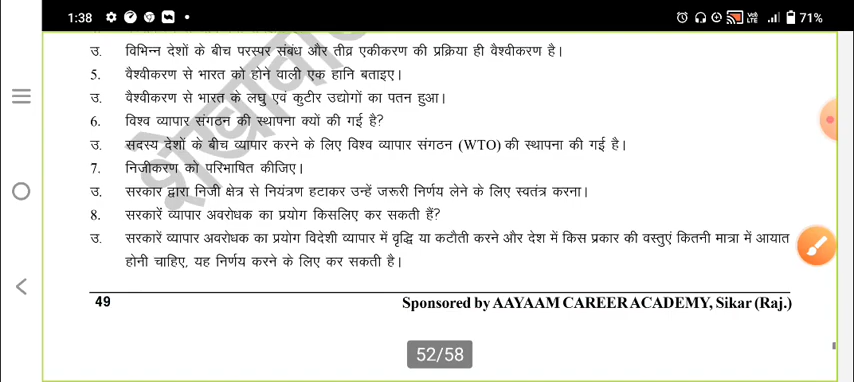 1:38
71%
उ. विभिन्न देशों के बीच परस्पर संबंध और तीव्र एकीकरण की प्रक्रिया ही वैश्वीकरण है।
5. वैश्वीकरण से भारत को होने वाली एक हानि बताइए।
उ. वैश्वीकरण से भारत के लघु एवं कुटीर उद्योगों का पतन हुआ।
6. विश्व व्यापार संगठन की स्थापना क्यों की गई है?
उ. सदस्य देशों के बीच व्यापार करने के लिए विश्व व्यापार संगठन (WTO) की स्थापना की गई है।
7. निजीकरण को परिभाषित कीजिए।
उ. सरकार द्वारा निजी क्षेत्र से नियंत्रण हटाकर उन्हें जरूरी निर्णय लेने के लिए स्वतंत्र करना।
8. सरकारें व्यापार अवरोधक का प्रयोग किसलिए कर सकती हैं?
उ. सरकारें व्यापार अवरोधक का प्रयोग विदेशी व्यापार में वृद्धि या कटौती करने और देश में किस प्रकार की वस्तुएं कितनी मात्रा में आयात
होनी चाहिए, यह निर्णय करने के लिए कर सकती है।
49 Sponsored by AAYAAM CAREER ACADEMY, Sikar (Raj.)
52/58